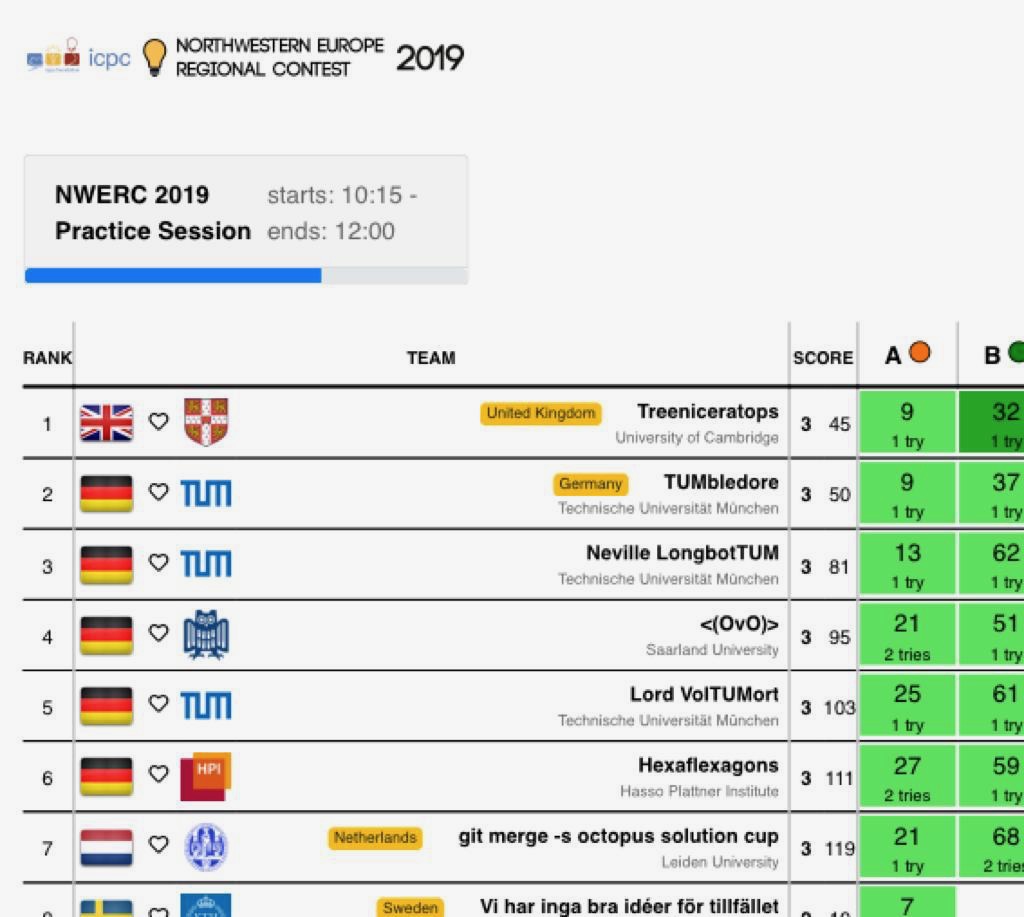 icpc
NORTHWESTERN EUROPE
REGIONAL CONTEST
2019
NWERC 2019 starts: 10:15 -
Practice Session ends: 12:00
RANK TEAM SCORE A B
1 United Kingdom Treeniceratops 3 45 9 32
University of Cambridge 1 try 1 try
2 TUM Germany TUMbledore 3 50 9 37
Technische Universität München 1 try 1 try
3 TUM Neville LongbotTUM 3 81 13 62
Technische Universität München 1 try 1 try
4 <(OvO)> 3 95 21 51
Saarland University 2 tries 1 try
5 TUM Lord VolTUMort 3 103 25 61
Technische Universität München 1 try 1 try
6 HPI Hexaflexagons 3 111 27 59
Hasso Plattner Institute 2 tries 1 try
7 Netherlands git merge -s octopus solution cup 3 119 21 68
Leiden University 1 try 2 tries
Sweden Vi har inga bra idéer för tillfället 7